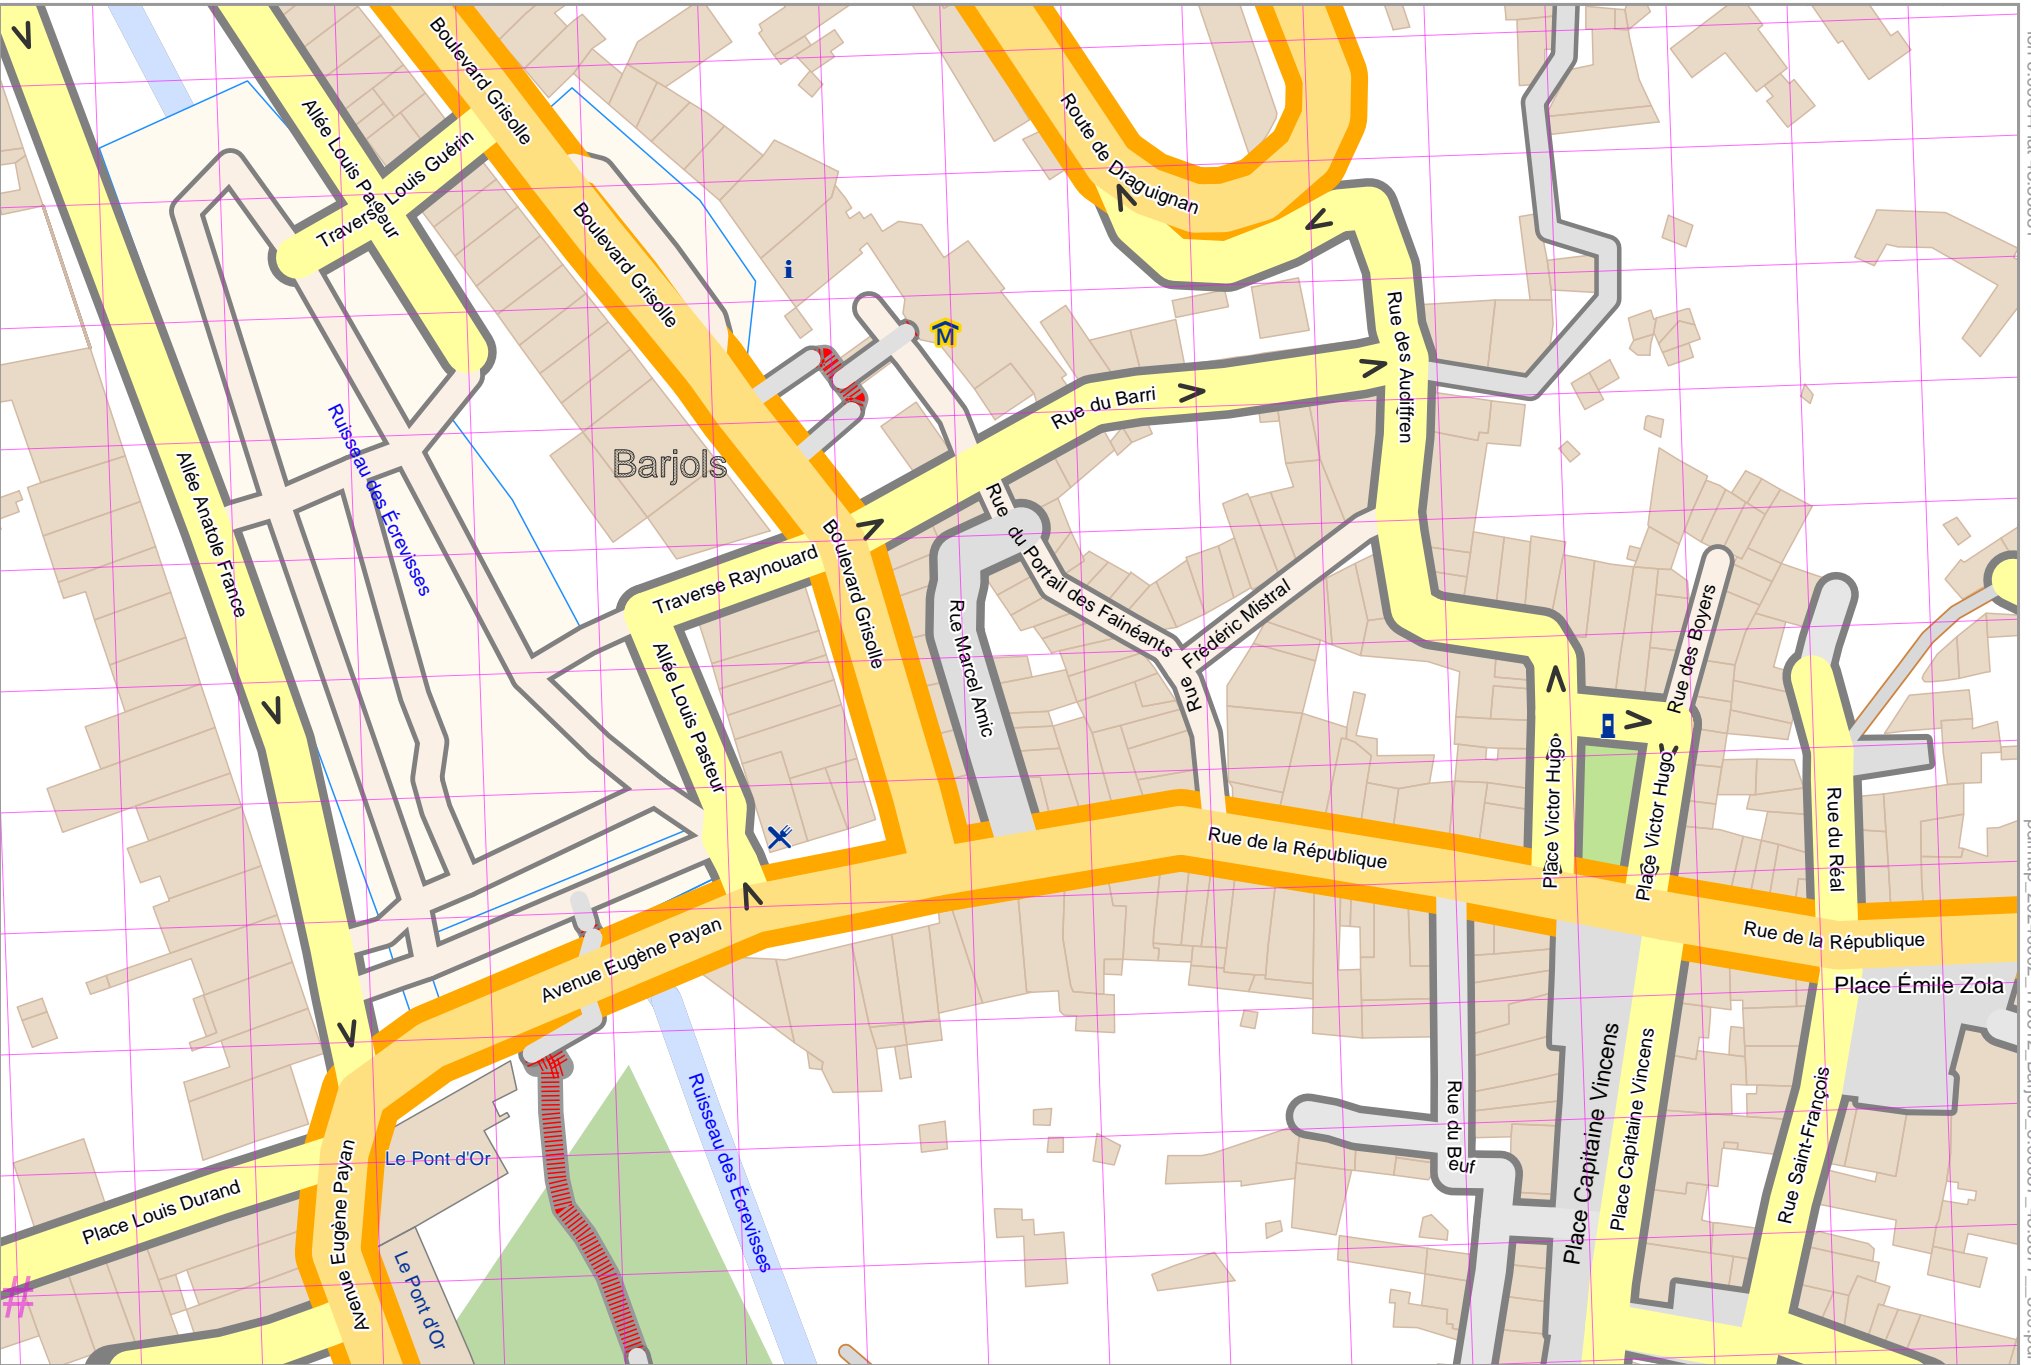 Boulevard Grisolle
Allée Louis Pasteur
Traverse Louis Guérin
Route de Draguignan
Boulevard Grisolle
i
M
Rue des Audiffren
Rue du Barri
Ruisseau des Écrevisses
Barjols
Allée Anatole France
Rue du Portail des Fainéants
Boulevard Grisolle
Traverse Raynouard
Rue Frédéric Mistral
Rue Marcel Amic
Rue des Boyers
Allée Louis Pasteur
Place Victor Hugo
Place Victor Hugo
Rue du Réal
Rue de la République
Rue de la République
Avenue Eugène Payan
Place Émile Zola
Place Capitaine Vincens
Place Capitaine Vincens
Rue Saint-François
Rue du Bœuf
Ruisseau des Écrevisses
Le Pont d'Or
Avenue Eugène Payan
Place Louis Durand
Le Pont d'Or
#